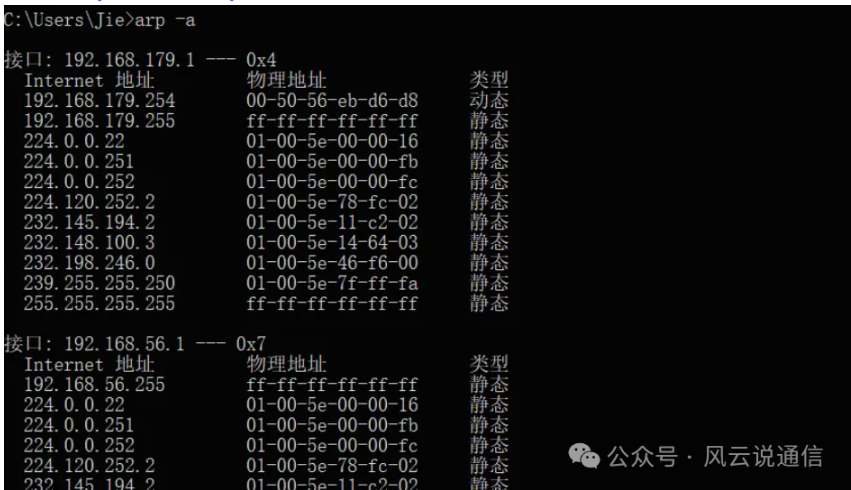 C:\Users\Jie>arp -a
接口: 192.168.179.1 --- 0x4
Internet 地址 物理地址 类型
192.168.179.254 00-50-56-eb-d6-d8 动态
192.168.179.255 ff-ff-ff-ff-ff-ff 静态
224.0.0.22 01-00-5e-00-00-16 静态
224.0.0.251 01-00-5e-00-00-fb 静态
224.0.0.252 01-00-5e-00-00-fc 静态
224.120.252.2 01-00-5e-78-fc-02 静态
232.145.194.2 01-00-5e-11-c2-02 静态
232.148.100.3 01-00-5e-14-64-03 静态
232.198.246.0 01-00-5e-46-f6-00 静态
239.255.255.250 01-00-5e-7f-ff-fa 静态
255.255.255.255 ff-ff-ff-ff-ff-ff 静态
接口: 192.168.56.1 --- 0x7
Internet 地址 物理地址 类型
192.168.56.255 ff-ff-ff-ff-ff-ff 静态
224.0.0.22 01-00-5e-00-00-16 静态
224.0.0.251 01-00-5e-00-00-fb 静态
224.0.0.252 01-00-5e-00-00-fc 静态
224.120.252.2 01-00-5e-78-fc-02 静态
232.145.194.2 01-00-5e-11-c2-02 静态
公众号 · 风云说通信